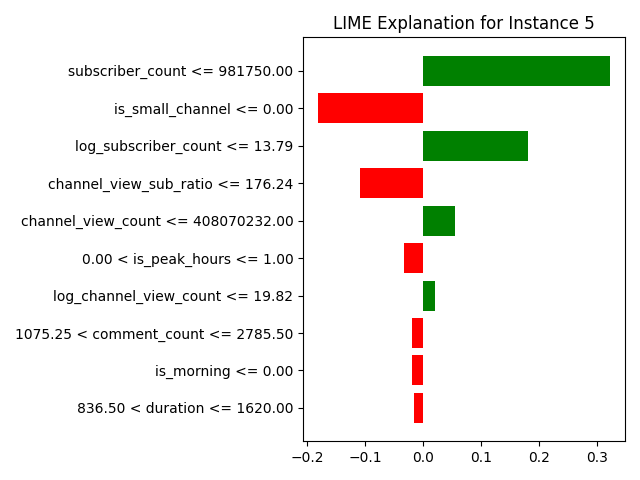 LIME Explanation for Instance 5
subscriber_count <= 981750.00
is_small_channel <= 0.00
log_subscriber_count <= 13.79
channel_view_sub_ratio <= 176.24
channel_view_count <= 408070232.00
0.00 < is_peak_hours <= 1.00
log_channel_view_count <= 19.82
1075.25 < comment_count <= 2785.50
is_morning <= 0.00
836.50 < duration <= 1620.00
−0.2 −0.1 0.0 0.1 0.2 0.3